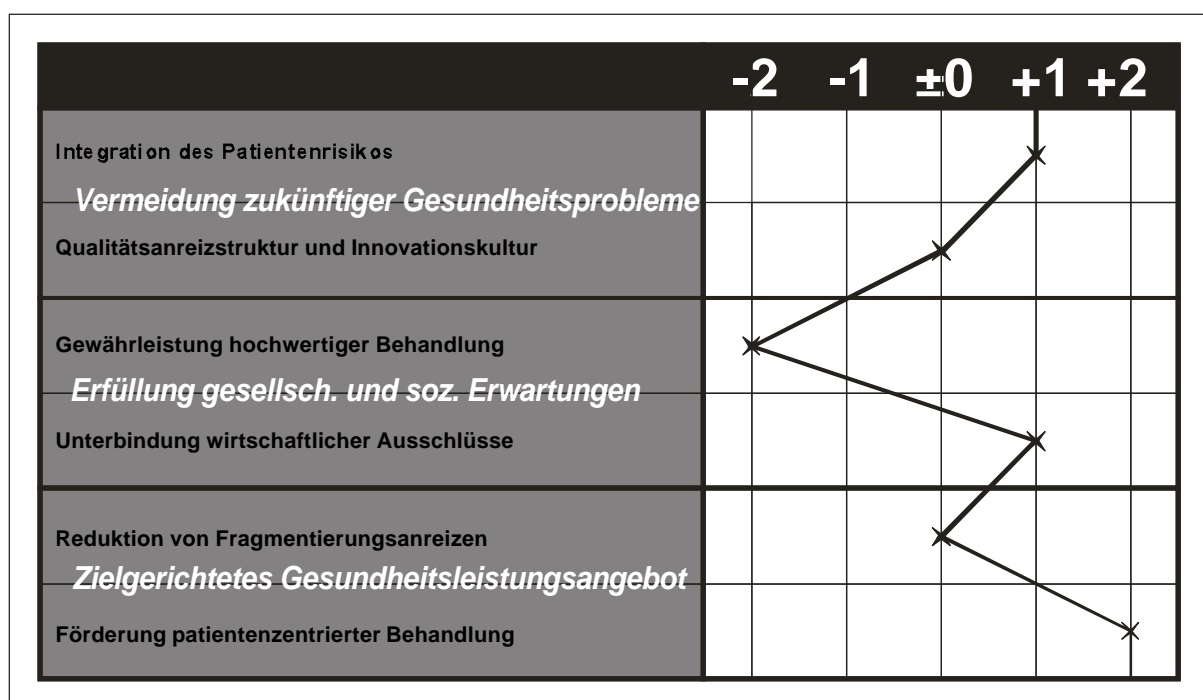 -2 -1 ±0 +1 +2
Integration des Patientenrisikos
Vermeidung zukünftiger Gesundheitsprobleme
Qualitätsanreizstruktur und Innovationskultur
Gewährleistung hochwertiger Behandlung
Erfüllung gesellsch. und soz. Erwartungen
Unterbindung wirtschaftlicher Ausschlüsse
Reduktion von Fragmentierungsanreizen
Zielgerichtetes Gesundheitsleistungsangebot
Förderung patientenzentrierter Behandlung